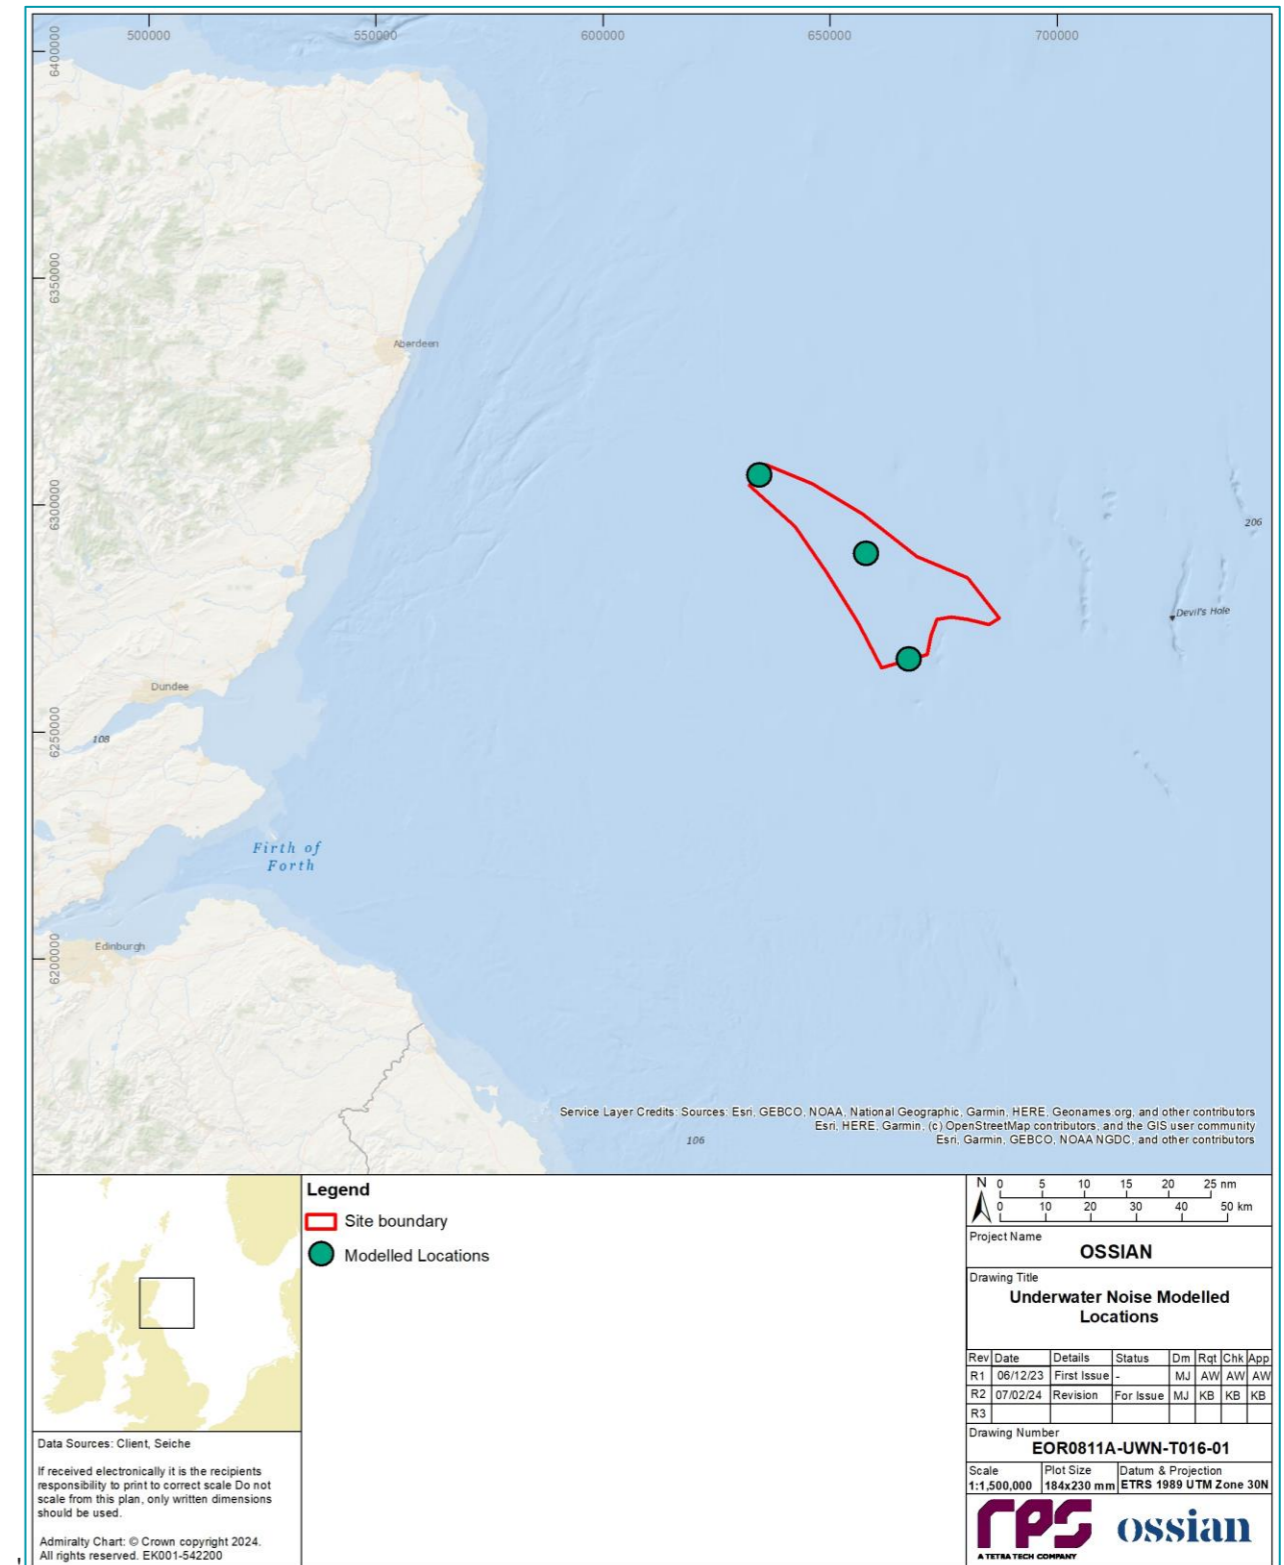 500000 550000 600000 650000 700000
6400000
6350000
6300000
6250000
6200000
Aberdeen
206
Devil's Hole
Dundee
108
Firth of
Forth
Edinburgh
106
Service Layer Credits: Sources: Esri, GEBCO, NOAA, National Geographic, Garmin, HERE, Geonames.org, and other contributors
Esri, HERE, Garmin, (c) OpenStreetMap contributors, and the GIS user community
Esri, Garmin, GEBCO, NOAA NGDC, and other contributors
Legend
Site boundary
Modelled Locations
Data Sources: Client, Seiche
If received electronically it is the recipients
responsibility to print to correct scale Do not
scale from this plan, only written dimensions
should be used.
Admiralty Chart: © Crown copyright 2024.
All rights reserved. EK001-542200
N 0 5 10 15 20 25 nm
0 10 20 30 40 50 km
Project Name
OSSIAN
Drawing Title
Underwater Noise Modelled
Locations
Rev Date Details Status Dm Rqt Chk App
R1 06/12/23 First Issue - MJ AW AW AW
R2 07/02/24 Revision For Issue MJ KB KB KB
R3
Drawing Number
EOR0811A-UWN-T016-01
Scale Plot Size Datum & Projection
1:1,500,000 184x230 mm ETRS 1989 UTM Zone 30N
rps
A TETRA TECH COMPANY
ossian